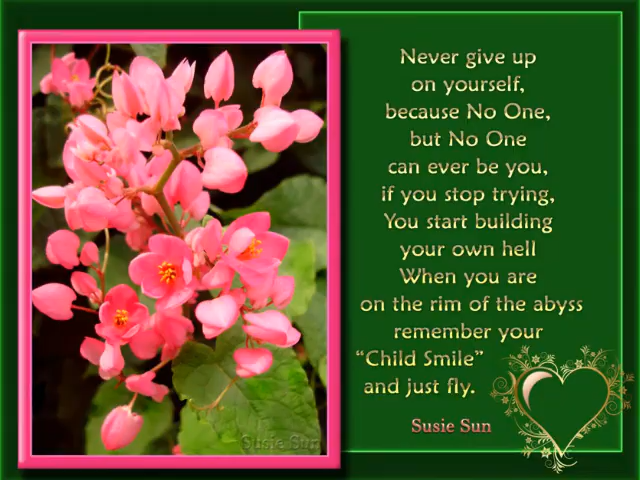 Never give up
on yourself,
because No One,
but No One
can ever be you,
if you stop trying,
You start building
your own hell
When you are
on the rim of the abyss
remember your
“Child Smile”
and just fly.
Susie Sun
Susie Sun